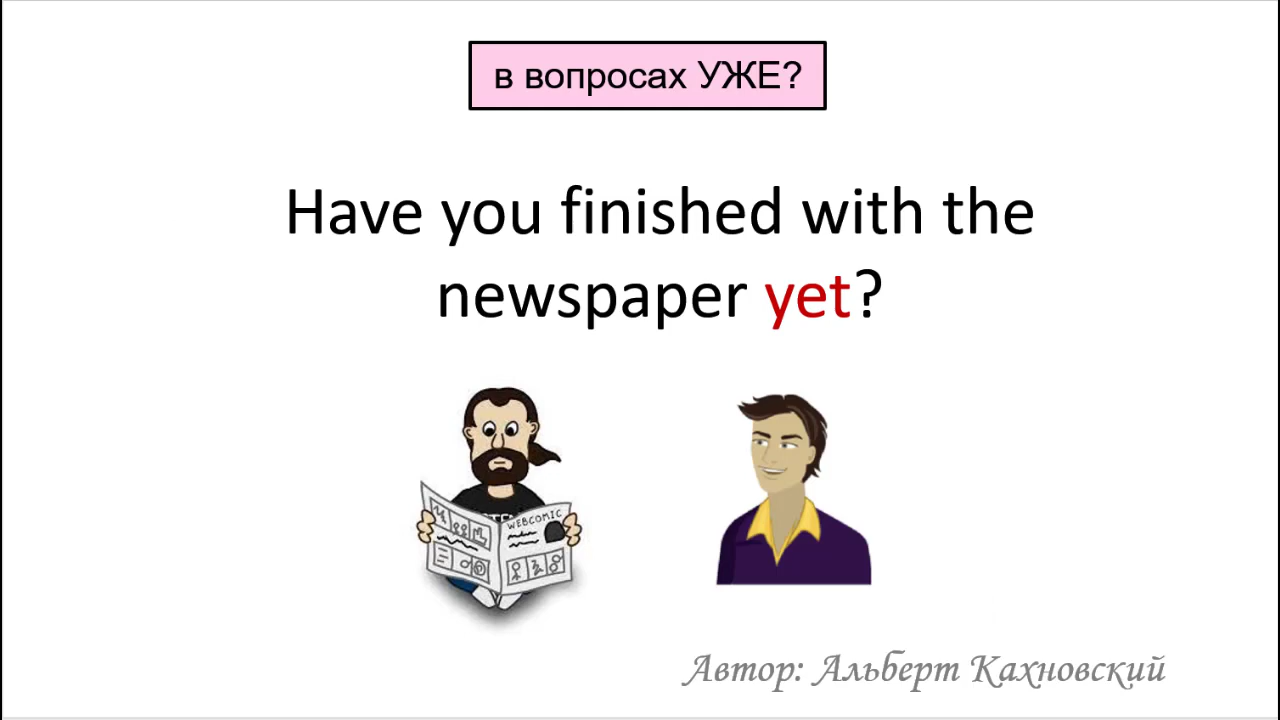 в вопросах УЖЕ?
Have you finished with the
newspaper yet?
WEBCOMIC
Автор: Альберт Кахновский